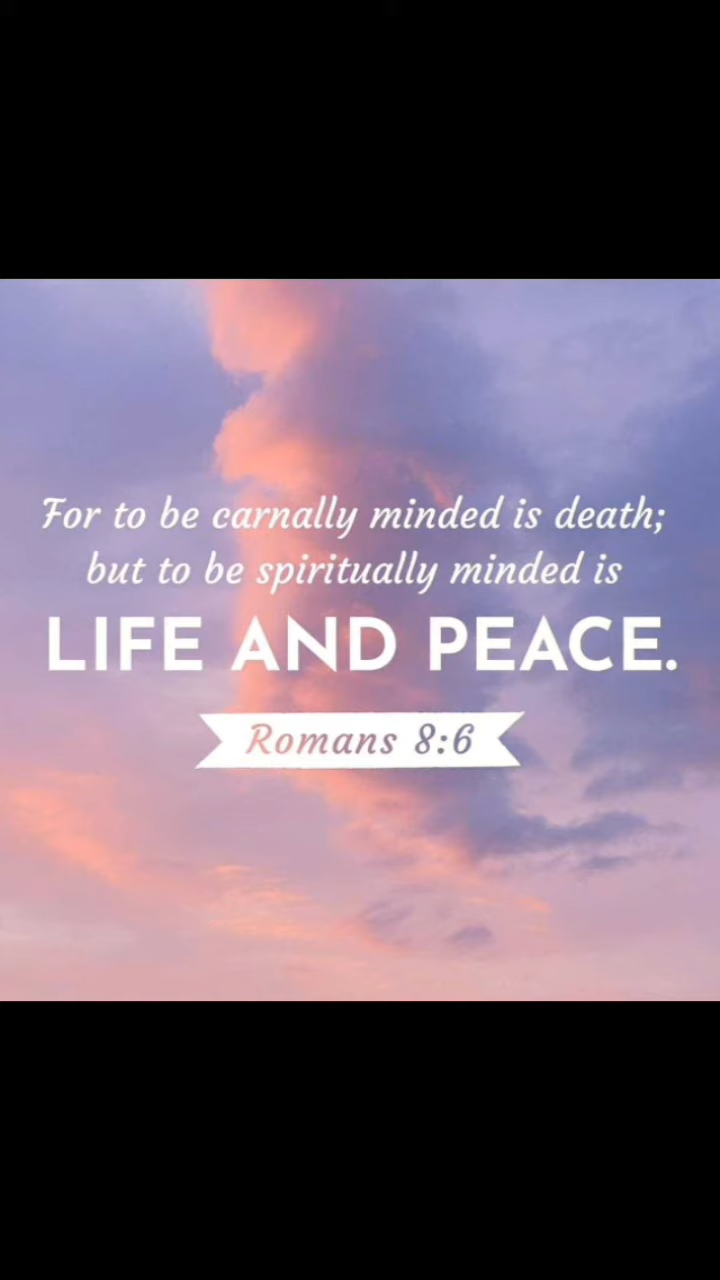 For to be carnally minded is death;
but to be spiritually minded is
LIFE AND PEACE.
Romans 8:6